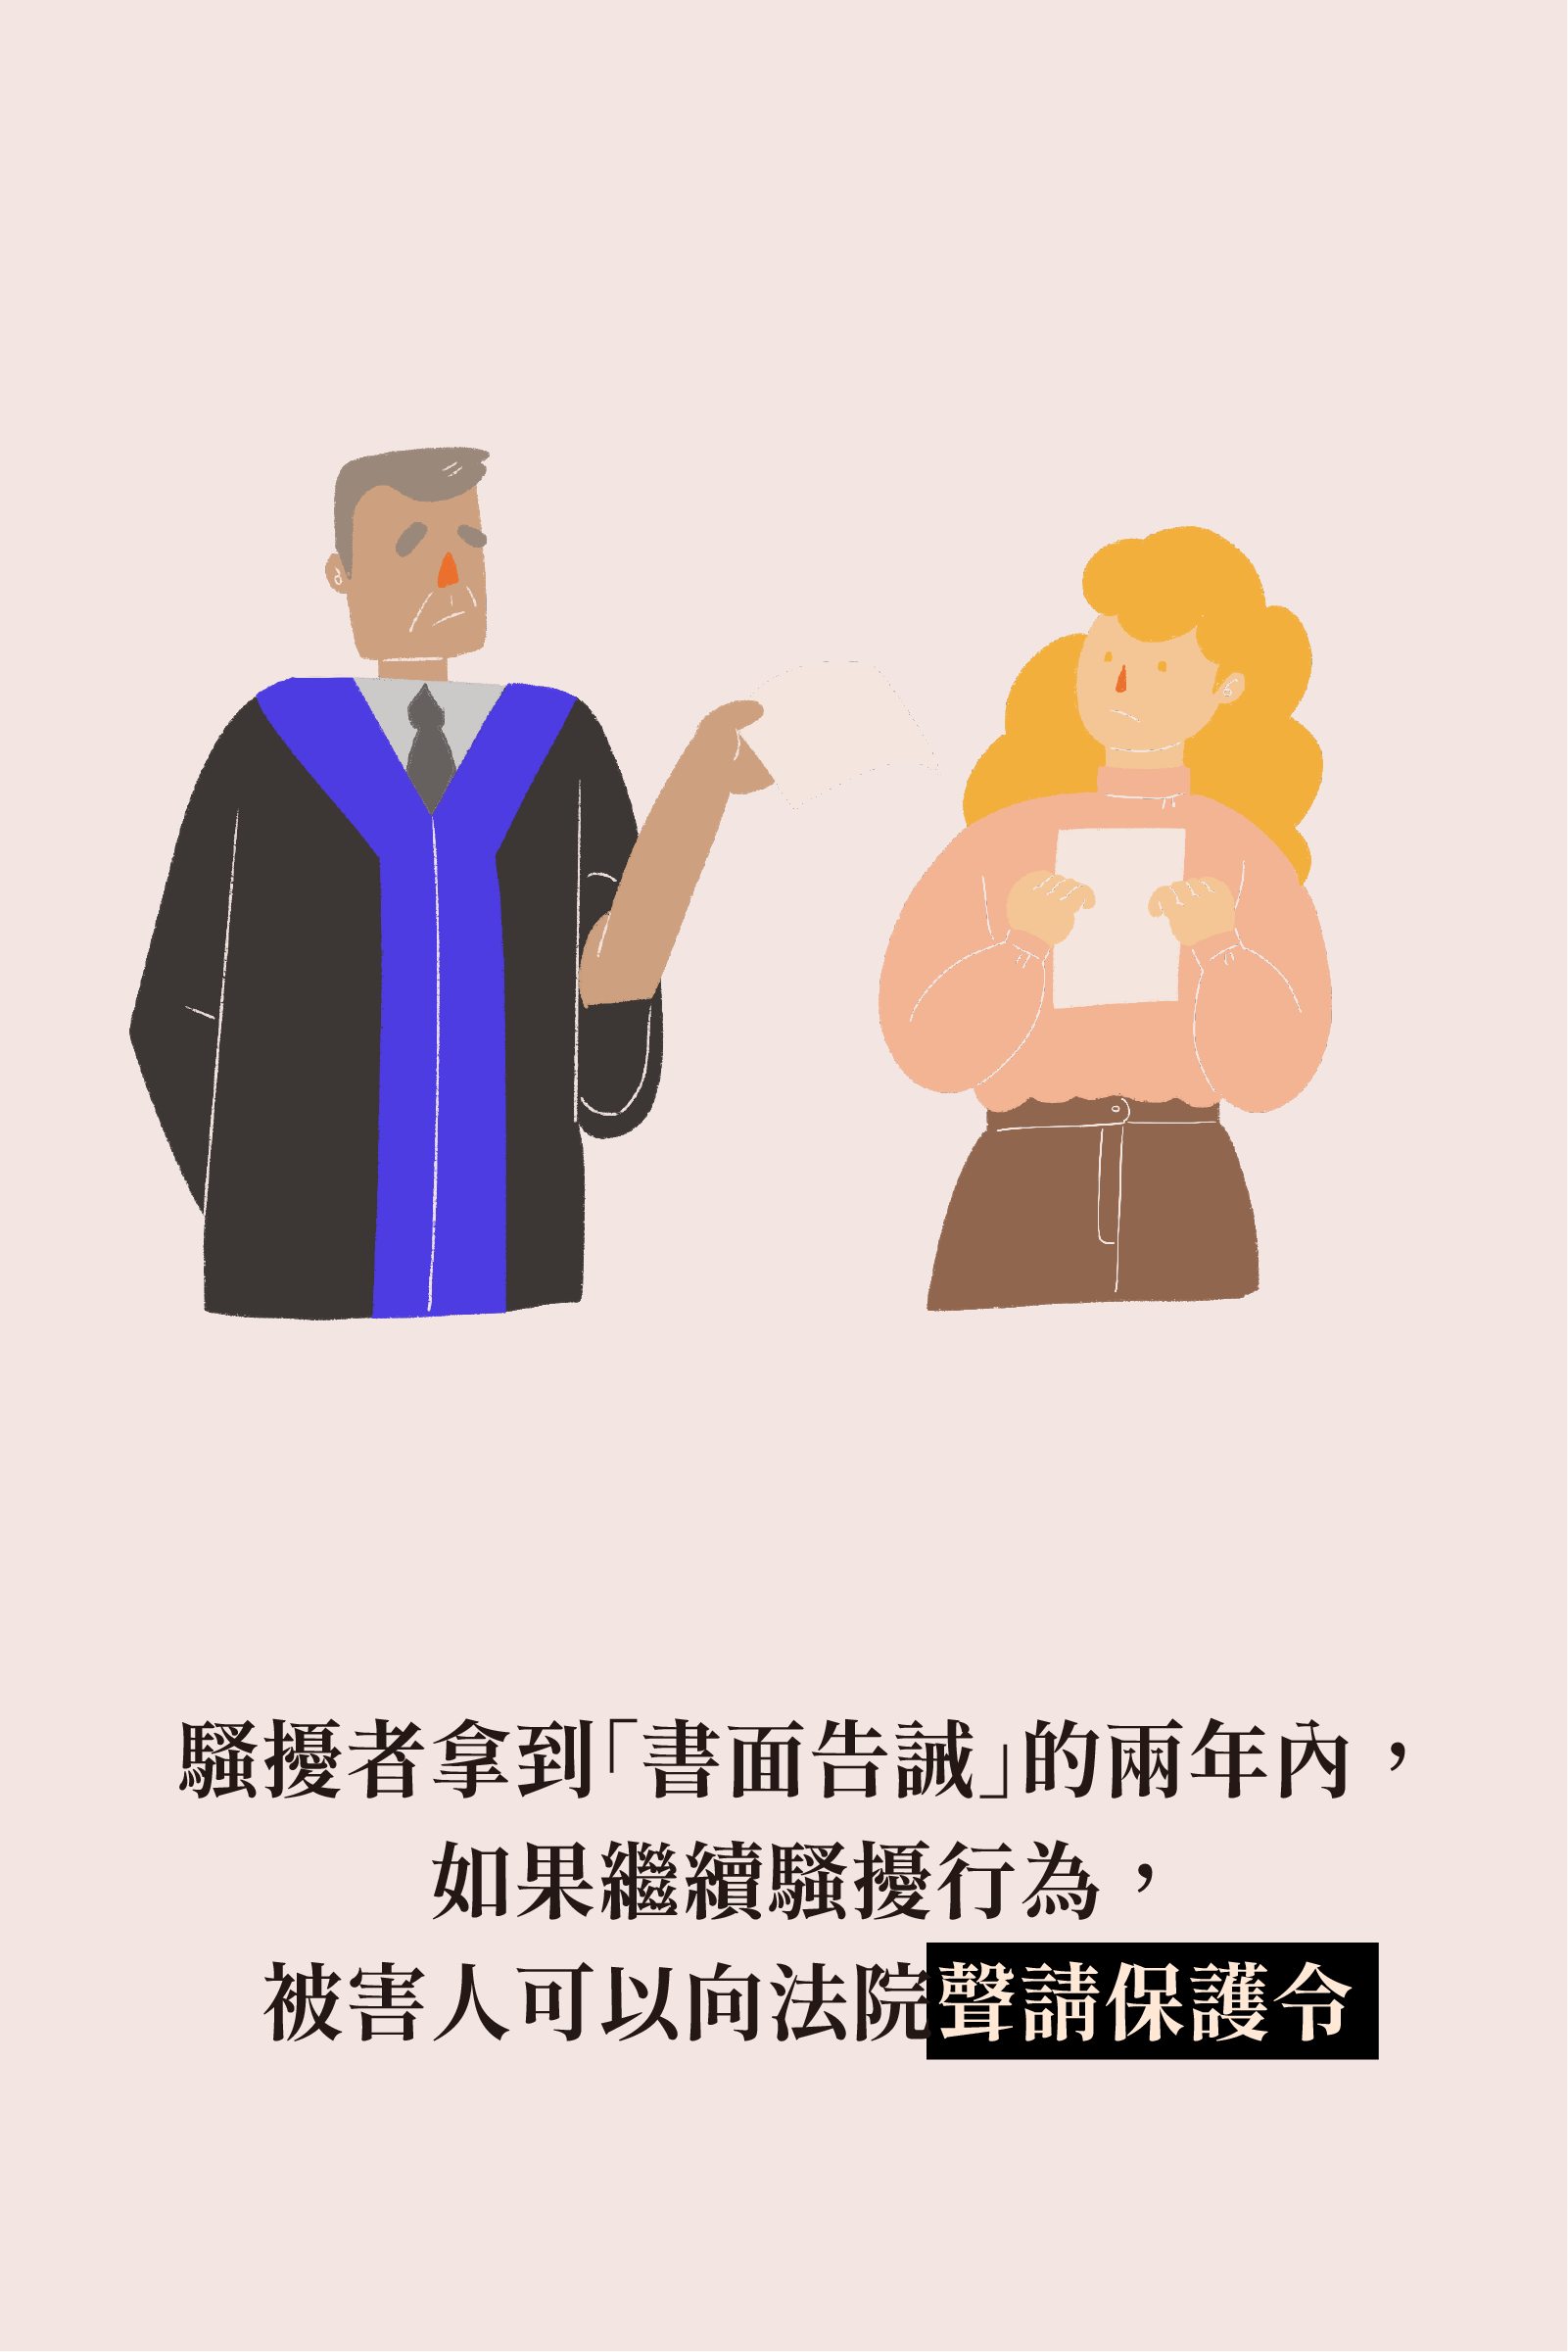 騷擾者拿到「書面告誡」的兩年內，
如果繼續騷擾行為，
被害人可以向法院聲請保護令